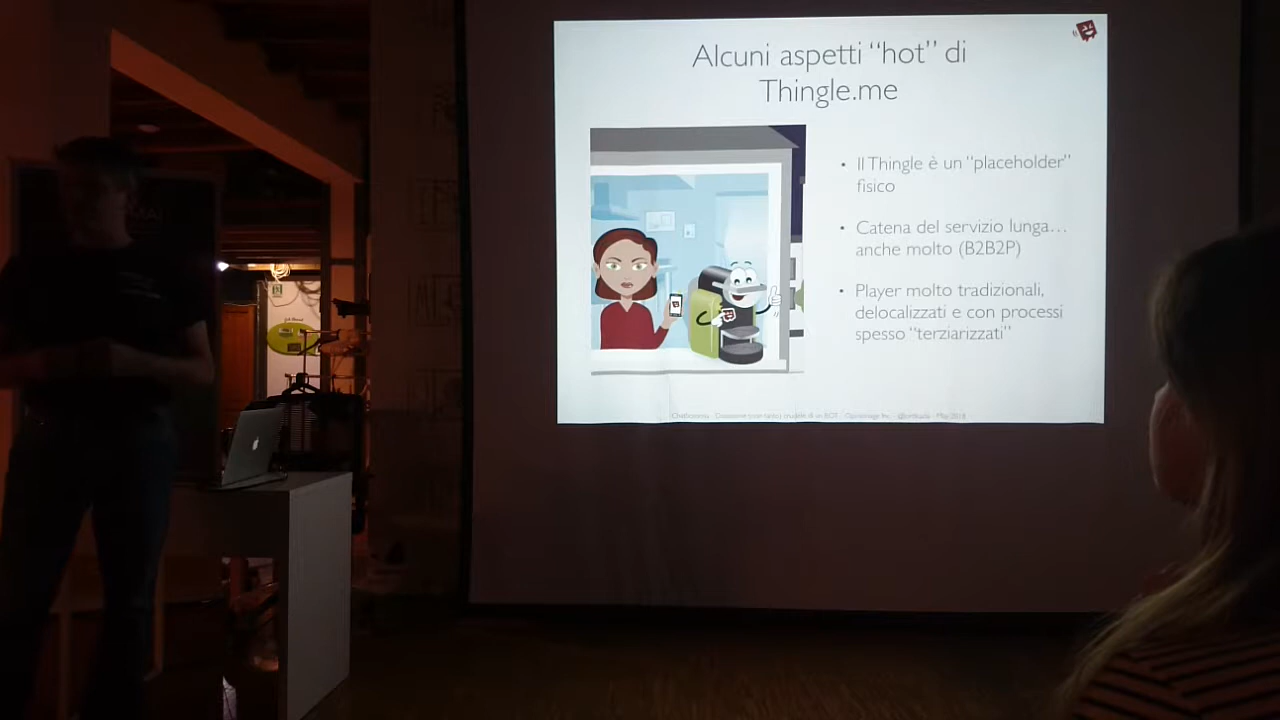 Alcuni aspetti “hot” di
Thingle.me
• Il Thingle è un “placeholder”
fisico
• Catena del servizio lunga…
anche molto (B2B2P)
• Player molto tradizionali,
delocalizzati e con processi
spesso “terziarizzati”